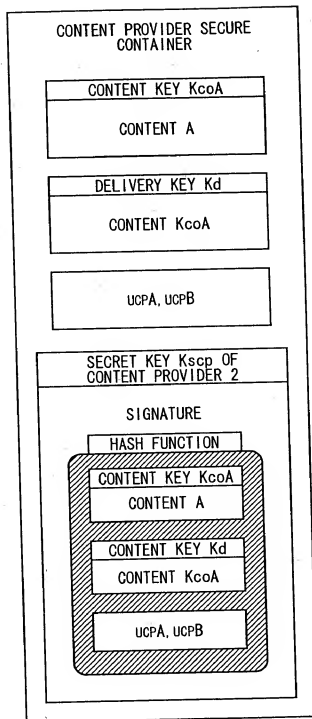 CONTENT PROVIDER SECURE
CONTAINER
CONTENT KEY KcoA
CONTENT A
DELIVERY KEY Kd
CONTENT KcoA
UCPA, UCPB
SECRET KEY Kscp OF
CONTENT PROVIDER 2
SIGNATURE
HASH FUNCTION
CONTENT KEY KcoA
CONTENT A
CONTENT KEY Kd
CONTENT KcoA
UCPA, UCPB